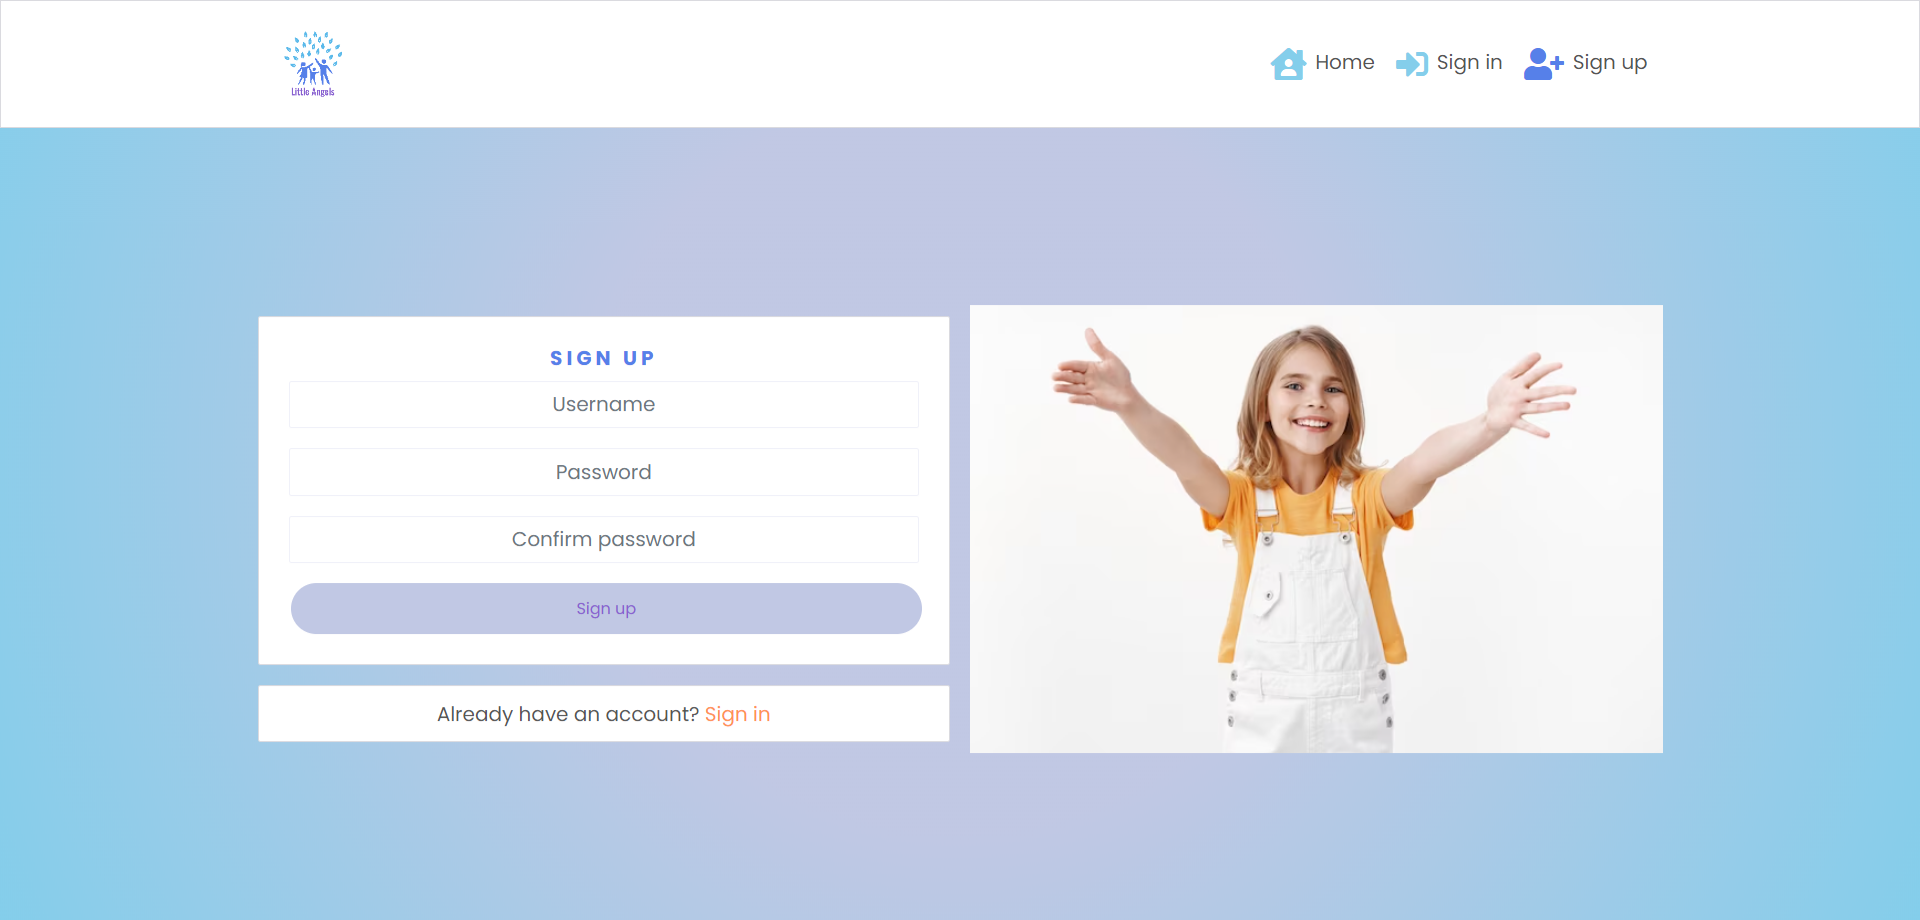 Little Angels
Home Sign in Sign up
SIGN UP
Username
Password
Confirm password
Sign up
Already have an account? Sign in